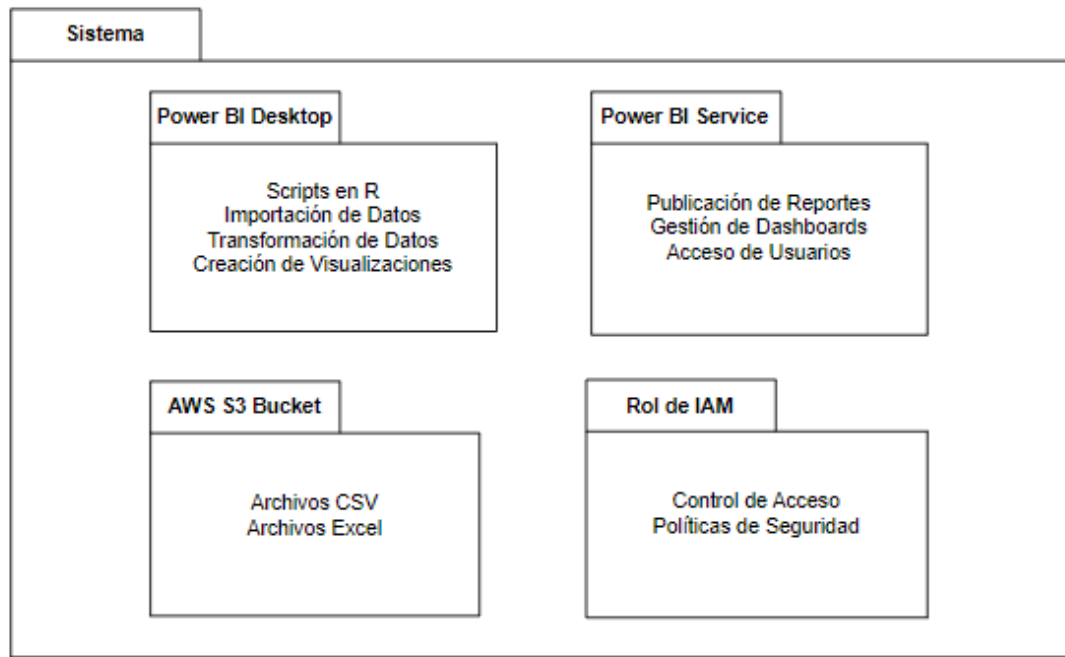 Sistema
Power BI Desktop
Scripts en R
Importación de Datos
Transformación de Datos
Creación de Visualizaciones
Power BI Service
Publicación de Reportes
Gestión de Dashboards
Acceso de Usuarios
AWS S3 Bucket
Archivos CSV
Archivos Excel
Rol de IAM
Control de Acceso
Políticas de Seguridad